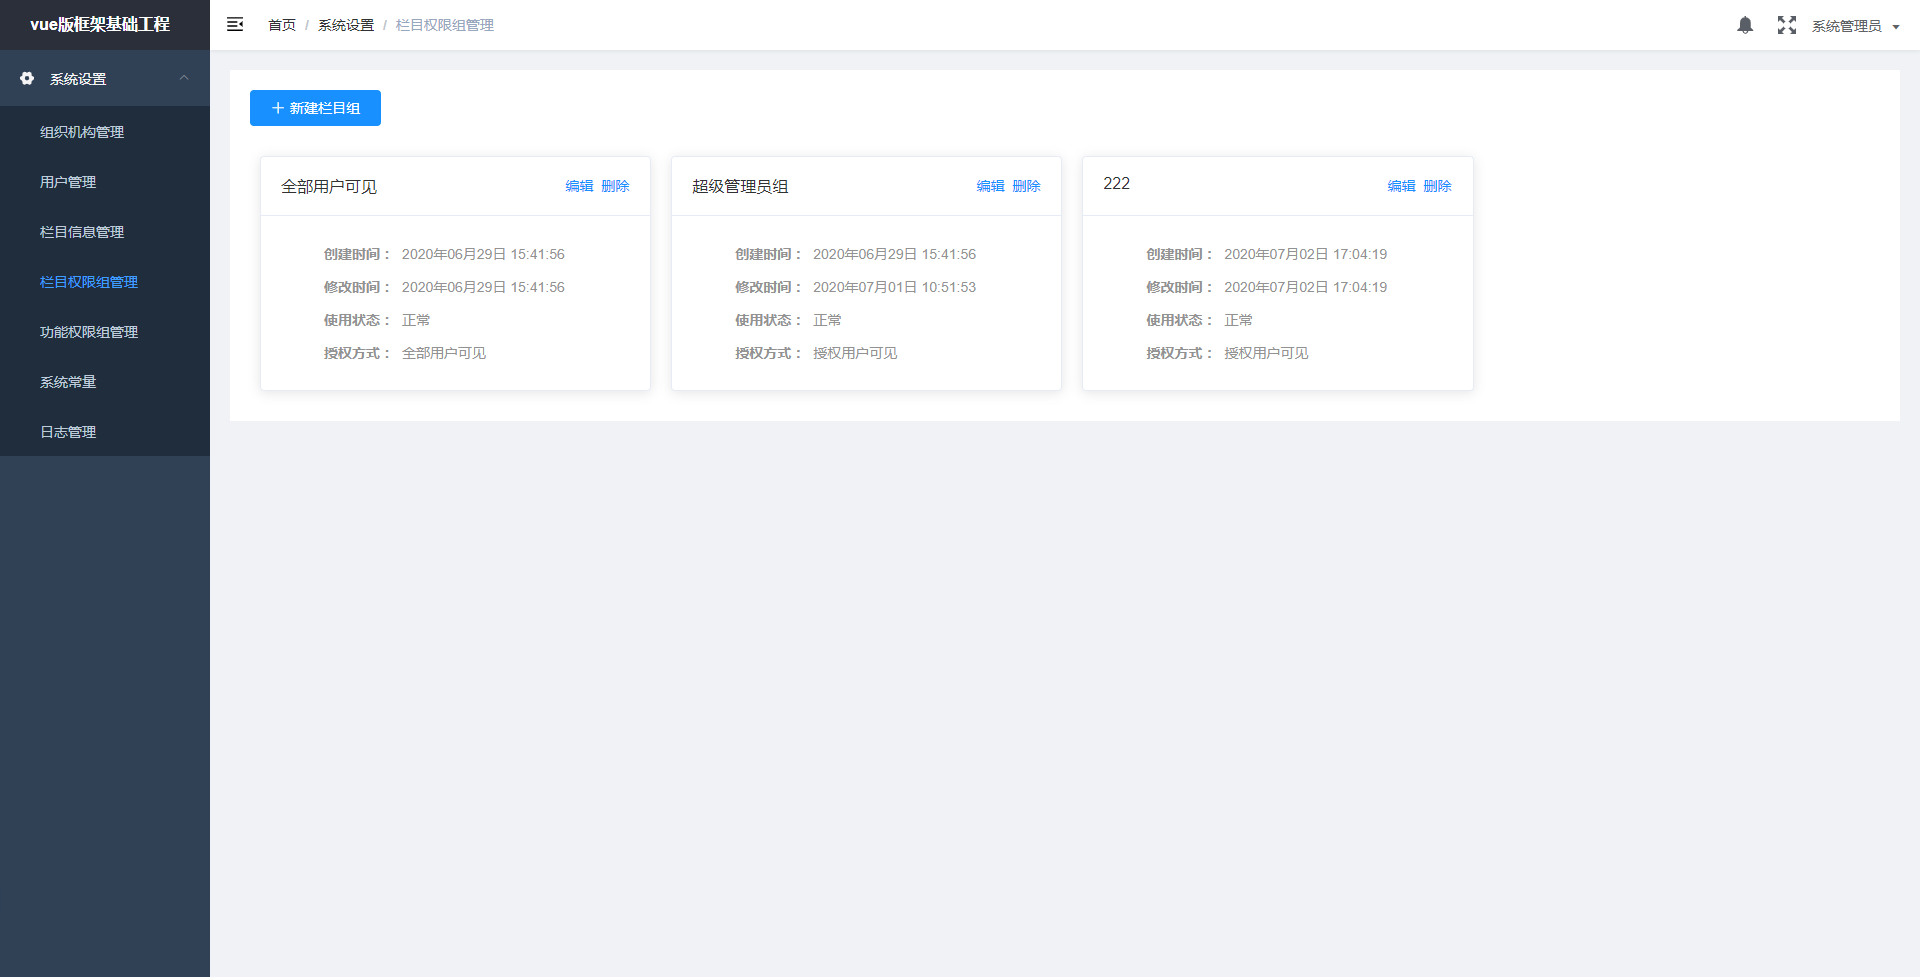 vue版框架基础工程
首页 / 系统设置 / 栏目权限组管理
系统管理员
系统设置
组织机构管理
用户管理
栏目信息管理
栏目权限组管理
功能权限组管理
系统常量
日志管理
新建栏目组
全部用户可见 编辑 删除
创建时间： 2020年06月29日 15:41:56
修改时间： 2020年06月29日 15:41:56
使用状态： 正常
授权方式： 全部用户可见
超级管理员组 编辑 删除
创建时间： 2020年06月29日 15:41:56
修改时间： 2020年07月01日 10:51:53
使用状态： 正常
授权方式： 授权用户可见
222 编辑 删除
创建时间： 2020年07月02日 17:04:19
修改时间： 2020年07月02日 17:04:19
使用状态： 正常
授权方式： 授权用户可见